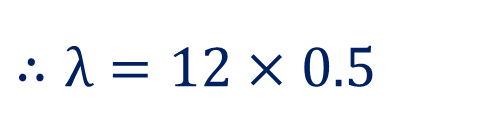 ∴ λ = 12 × 0.5